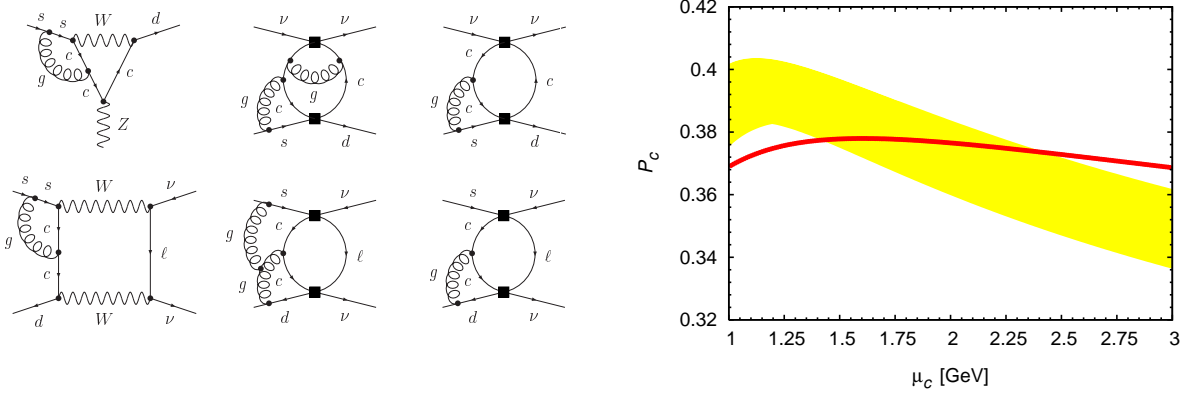 s s W d
c
g
c c
Z
ν ν
c
g c
g c
s d
ν ν
c
g c c
s d
s s W ν
c
g
c ℓ
d W ν
s ν
c
g ℓ
c
g
d ν
s ν
c
ℓ
g c
d ν
P_c
0.42
0.4
0.38
0.36
0.34
0.32
1 1.25 1.5 1.75 2 2.25 2.5 2.75 3
μ_c [GeV]